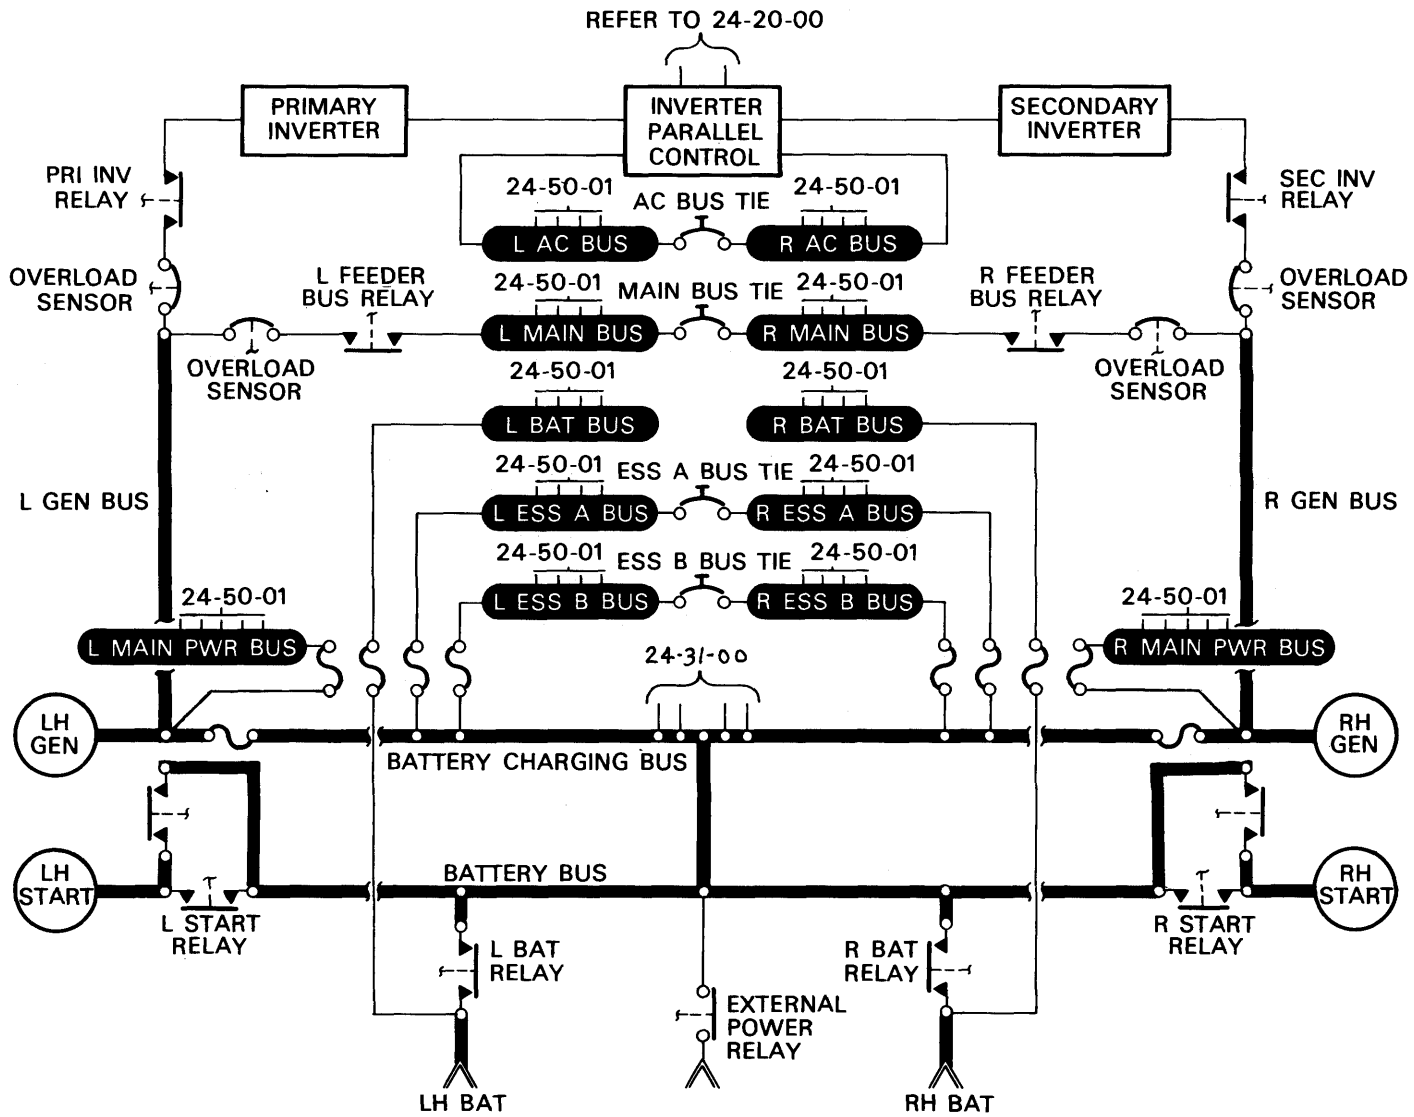 REFER TO 24-20-00
PRIMARY
INVERTER
INVERTER
PARALLEL
CONTROL
SECONDARY
INVERTER
PRI INV
RELAY
SEC INV
RELAY
24-50-01
AC BUS TIE
24-50-01
L AC BUS
R AC BUS
OVERLOAD
SENSOR
L FEEDER
BUS RELAY
24-50-01
MAIN BUS TIE
24-50-01
R FEEDER
BUS RELAY
OVERLOAD
SENSOR
L MAIN BUS
R MAIN BUS
OVERLOAD
SENSOR
24-50-01
24-50-01
OVERLOAD
SENSOR
L BAT BUS
R BAT BUS
24-50-01
ESS A BUS TIE
24-50-01
L GEN BUS
L ESS A BUS
R ESS A BUS
R GEN BUS
24-50-01
ESS B BUS TIE
24-50-01
L ESS B BUS
R ESS B BUS
24-50-01
24-50-01
L MAIN PWR BUS
R MAIN PWR BUS
24-31-00
LH
GEN
RH
GEN
BATTERY CHARGING BUS
LH
START
BATTERY BUS
RH
START
L START
RELAY
R START
RELAY
L BAT
RELAY
R BAT
RELAY
EXTERNAL
POWER
RELAY
LH BAT
RH BAT